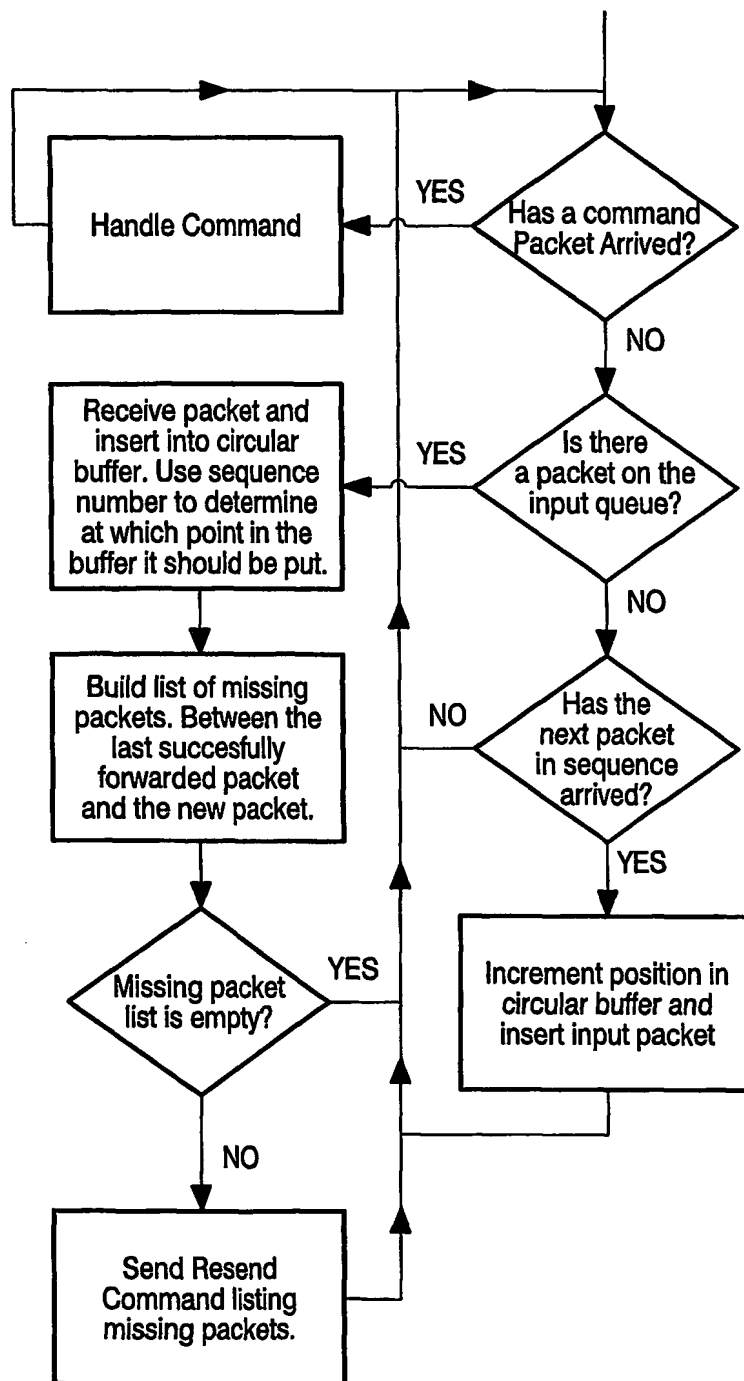 YES
Handle Command
Has a command
Packet Arrived?
NO
Receive packet and
insert into circular
buffer. Use sequence
number to determine
at which point in the
buffer it should be put.
YES
Is there
a packet on the
input queue?
NO
Build list of missing
packets. Between the
last succesfully
forwarded packet
and the new packet.
NO
Has the
next packet
in sequence
arrived?
YES
Missing packet
list is empty?
YES
Increment position in
circular buffer and
insert input packet
NO
Send Resend
Command listing
missing packets.